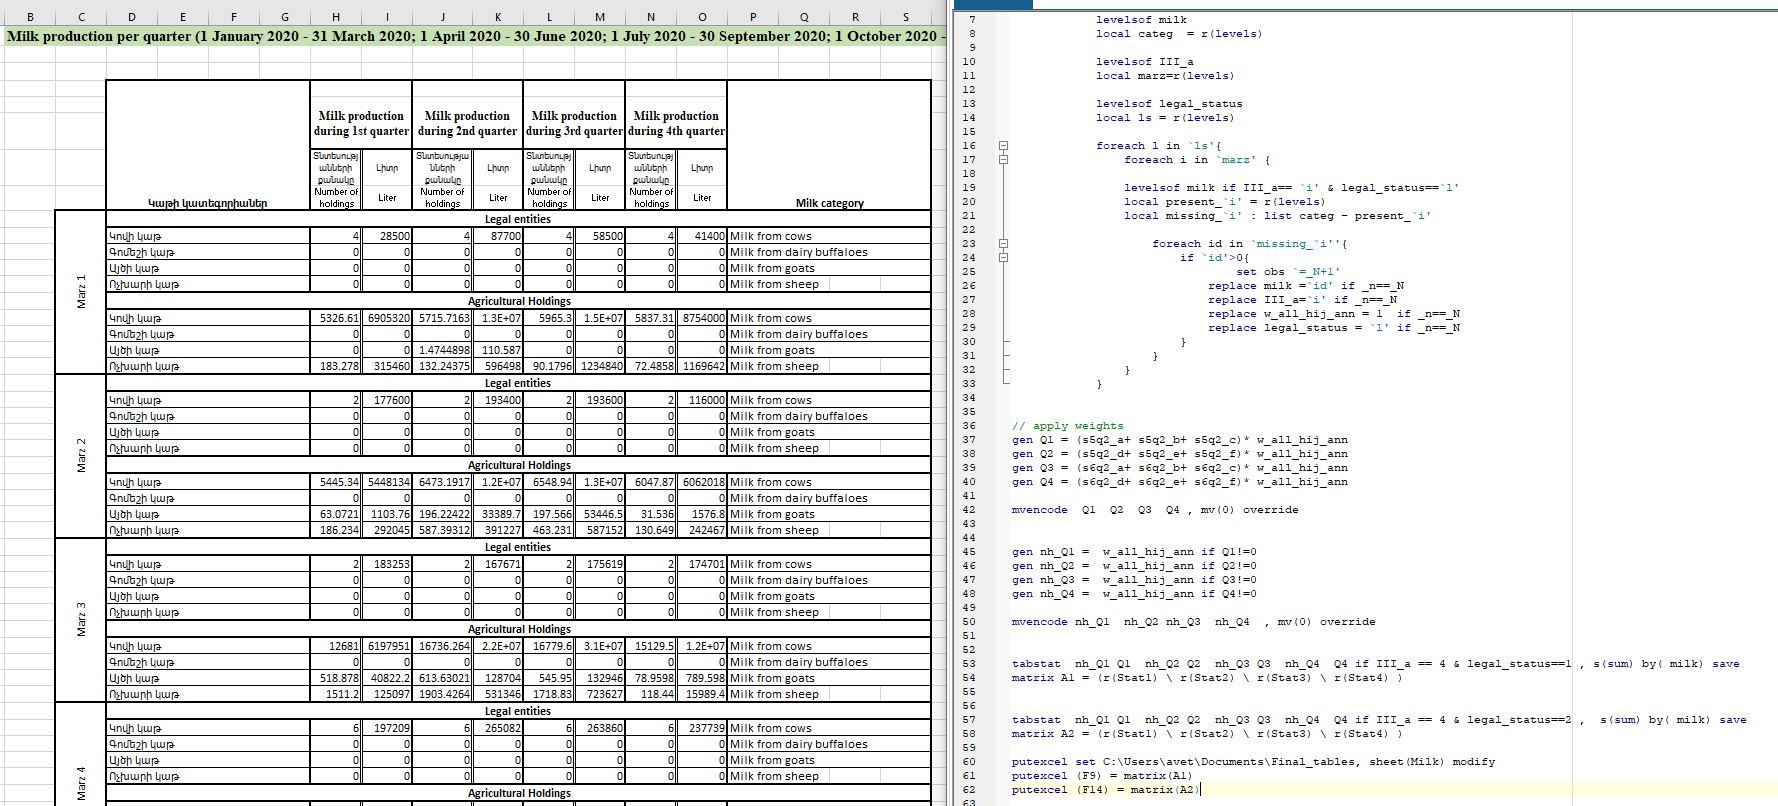 B C D E F G H I J K L M N O P Q R S
Milk production per quarter (1 January 2020 - 31 March 2020; 1 April 2020 - 30 June 2020; 1 July 2020 - 30 September 2020; 1 October 2020 -
Milk production during 1st quarter Milk production during 2nd quarter Milk production during 3rd quarter Milk production during 4th quarter
Տնտեսությունների քանակը Լիտր Լիտր Լիտր Լիտր
Կաթի կատեգորիաներ Number of holdings Liter Number of holdings Liter Number of holdings Liter Number of holdings Liter Milk category
Marz 1
Legal entities
Կովի կաթ 4 28500 4 87700 4 58500 4 41400 Milk from cows
Գոմեշի կաթ 0 0 0 0 0 0 0 0 Milk from dairy buffaloes
Այծի կաթ 0 0 0 0 0 0 0 0 Milk from goats
Ոչխարի կաթ 0 0 0 0 0 0 0 0 Milk from sheep
Agricultural Holdings
Կովի կաթ 5326.61 6905320 5715.7163 1.3E+07 5965.3 1.5E+07 5837.31 8754000 Milk from cows
Գոմեշի կաթ 0 0 0 0 0 0 0 0 Milk from dairy buffaloes
Այծի կաթ 0 0 1.4744898 110.587 0 0 0 0 Milk from goats
Ոչխարի կաթ 183.278 315460 132.24375 596498 90.1796 1234840 72.4858 1169642 Milk from sheep
Marz 2
Legal entities
Կովի կաթ 2 177600 2 193400 2 193600 2 116000 Milk from cows
Գոմեշի կաթ 0 0 0 0 0 0 0 0 Milk from dairy buffaloes
Այծի կաթ 0 0 0 0 0 0 0 0 Milk from goats
Ոչխարի կաթ 0 0 0 0 0 0 0 0 Milk from sheep
Agricultural Holdings
Կովի կաթ 5445.34 5448134 6473.1917 1.2E+07 6548.94 1.3E+07 6047.87 6062018 Milk from cows
Գոմեշի կաթ 0 0 0 0 0 0 0 0 Milk from dairy buffaloes
Այծի կաթ 63.0721 1103.76 196.22422 33389.7 197.566 53446.5 31.536 1576.8 Milk from goats
Ոչխարի կաթ 186.234 292045 587.39312 391227 463.231 587152 130.649 242467 Milk from sheep
Marz 3
Legal entities
Կովի կաթ 2 183253 2 167671 2 175619 2 174701 Milk from cows
Գոմեշի կաթ 0 0 0 0 0 0 0 0 Milk from dairy buffaloes
Այծի կաթ 0 0 0 0 0 0 0 0 Milk from goats
Ոչխարի կաթ 0 0 0 0 0 0 0 0 Milk from sheep
Agricultural Holdings
Կովի կաթ 12681 6197951 16736.264 2.2E+07 16779.6 3.1E+07 15129.5 1.2E+07 Milk from cows
Գոմեշի կաթ 0 0 0 0 0 0 0 0 Milk from dairy buffaloes
Այծի կաթ 518.878 40822.2 613.63021 128704 545.95 132946 78.9598 789.598 Milk from goats
Ոչխարի կաթ 1511.2 125097 1903.4264 531346 1718.83 723627 118.44 15989.4 Milk from sheep
Marz 4
Legal entities
Կովի կաթ 6 197209 6 265082 6 263860 6 237739 Milk from cows
Գոմեշի կաթ 0 0 0 0 0 0 0 0 Milk from dairy buffaloes
Այծի կաթ 0 0 0 0 0 0 0 0 Milk from goats
Ոչխարի կաթ 0 0 0 0 0 0 0 0 Milk from sheep
Agricultural Holdings
7 levelsof milk
8 local categ = r(levels)
9
10 levelsof III_a
11 local marz=r(levels)
12
13 levelsof legal_status
14 local ls = r(levels)
15
16 foreach l in `ls'{
17 foreach i in `marz' {
18
19 levelsof milk if III_a== `i' & legal_status==`l'
20 local present_`i' = r(levels)
21 local missing_`i' : list categ - present_`i'
22
23 foreach id in `missing_`i''{
24 if `id'>0{
25 set obs `=_N+1'
26 replace milk =`id' if _n==_N
27 replace III_a=`i' if _n==_N
28 replace w_all_hij_ann = 1 if _n==_N
29 replace legal_status = `l' if _n==_N
30 }
31 }
32 }
33 }
34
35
36 // apply weights
37 gen Q1 = (s5q2_a+ s5q2_b+ s5q2_c)* w_all_hij_ann
38 gen Q2 = (s5q2_d+ s5q2_e+ s5q2_f)* w_all_hij_ann
39 gen Q3 = (s6q2_a+ s6q2_b+ s6q2_c)* w_all_hij_ann
40 gen Q4 = (s6q2_d+ s6q2_e+ s6q2_f)* w_all_hij_ann
41
42 mvencode Q1 Q2 Q3 Q4 , mv(0) override
43
44
45 gen nh_Q1 = w_all_hij_ann if Q1!=0
46 gen nh_Q2 = w_all_hij_ann if Q2!=0
47 gen nh_Q3 = w_all_hij_ann if Q3!=0
48 gen nh_Q4 = w_all_hij_ann if Q4!=0
49
50 mvencode nh_Q1 nh_Q2 nh_Q3 nh_Q4 , mv(0) override
51
52
53 tabstat nh_Q1 Q1 nh_Q2 Q2 nh_Q3 Q3 nh_Q4 Q4 if III_a == 4 & legal_status==1 , s(sum) by( milk) save
54 matrix A1 = (r(Stat1) \ r(Stat2) \ r(Stat3) \ r(Stat4) )
55
56
57 tabstat nh_Q1 Q1 nh_Q2 Q2 nh_Q3 Q3 nh_Q4 Q4 if III_a == 4 & legal_status==2 , s(sum) by( milk) save
58 matrix A2 = (r(Stat1) \ r(Stat2) \ r(Stat3) \ r(Stat4) )
59
60 putexcel set C:\Users\avet\Documents\Final_tables, sheet(Milk) modify
61 putexcel (F9) = matrix(A1)
62 putexcel (F14) = matrix(A2)
63